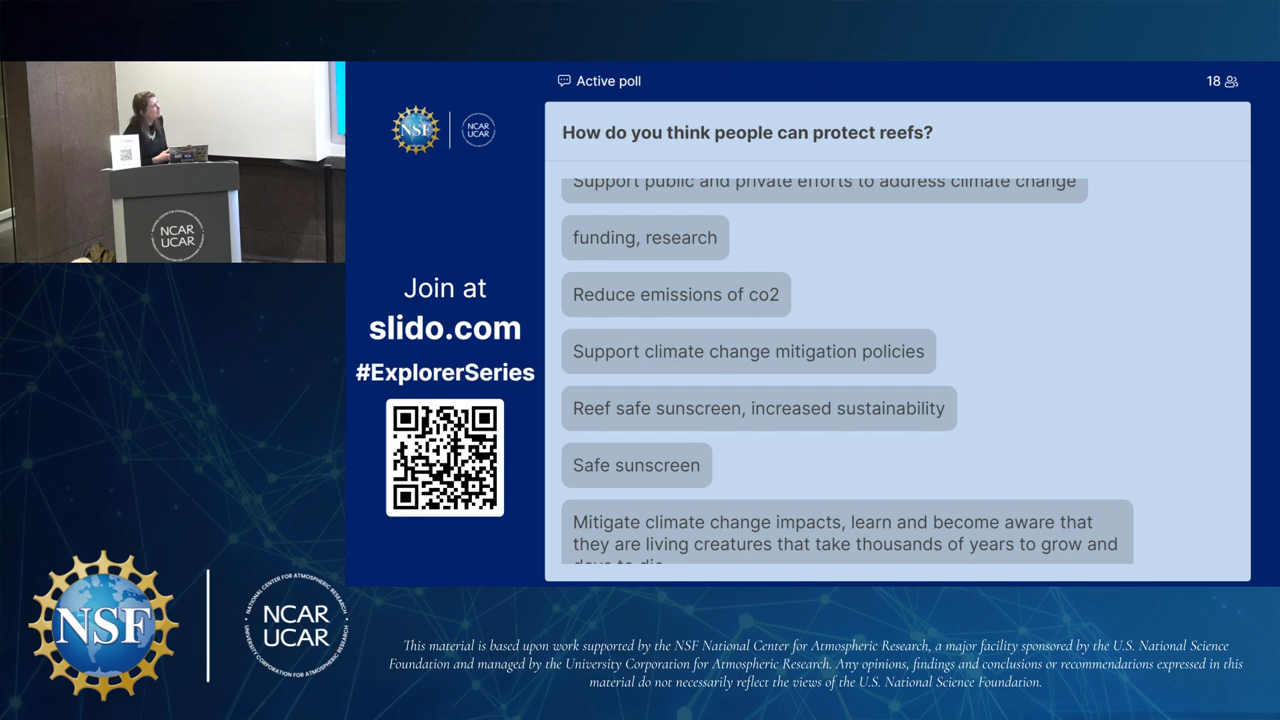 Active poll
18
NSF
NCAR
UCAR
How do you think people can protect reefs?
Support public and private efforts to address climate change
funding, research
Reduce emissions of co2
Support climate change mitigation policies
Reef safe sunscreen, increased sustainability
Safe sunscreen
Mitigate climate change impacts, learn and become aware that
they are living creatures that take thousands of years to grow and
days to die
NCAR
UCAR
Join at
slido.com
#ExplorerSeries
NSF
NATIONAL CENTER FOR ATMOSPHERIC RESEARCH
NCAR
UCAR
UNIVERSITY CORPORATION FOR ATMOSPHERIC RESEARCH
This material is based upon work supported by the NSF National Center for Atmospheric Research, a major facility sponsored by the U.S. National Science
Foundation and managed by the University Corporation for Atmospheric Research. Any opinions, findings and conclusions or recommendations expressed in this
material do not necessarily reflect the views of the U.S. National Science Foundation.